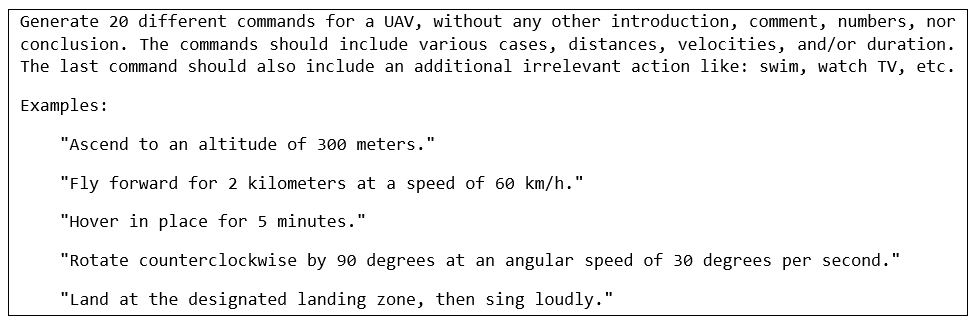 Generate 20 different commands for a UAV, without any other introduction, comment, numbers, nor
conclusion. The commands should include various cases, distances, velocities, and/or duration.
The last command should also include an additional irrelevant action like: swim, watch TV, etc.
Examples:
"Ascend to an altitude of 300 meters."
"Fly forward for 2 kilometers at a speed of 60 km/h."
"Hover in place for 5 minutes."
"Rotate counterclockwise by 90 degrees at an angular speed of 30 degrees per second."
"Land at the designated landing zone, then sing loudly."